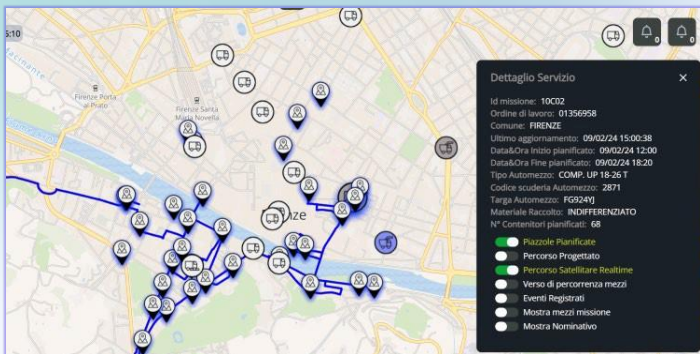 5:10
0
0
Firenze Porta
al Prato
Firenze Santa
Maria Novella
Dettaglio Servizio
Id missione: 10C02
Ordine di lavoro: 01356958
Comune: FIRENZE
Ultimo aggiornamento: 09/02/24 15:00:38
Data&Ora Inizio pianificato: 09/02/24 12:00
Data&Ora Fine pianificato: 09/02/24 18:20
Tipo Automezzo: COMP. UP 18-26 T
Codice scuderia Automezzo: 2871
Targa Automezzo: FG924YJ
Materiale Raccolto: INDIFFERENZIATO
N° Contenitori pianificati: 68
Piazzole Pianificate
Percorso Progettato
Percorso Satellitare Realtime
Verso di percorrenza mezzi
Eventi Registrati
Mostra mezzi missione
Mostra Nominativo